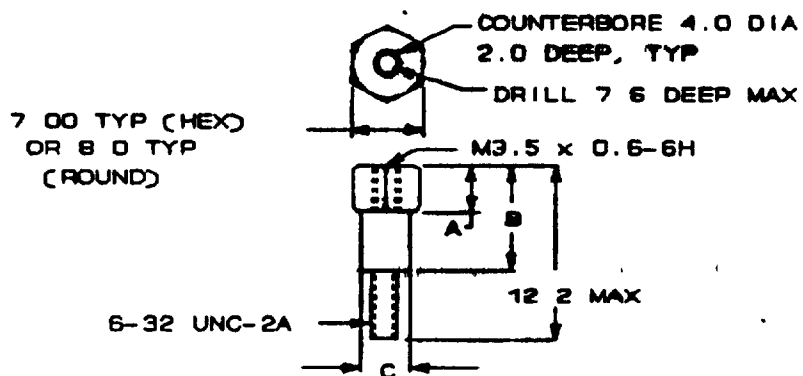 COUNTERBORE 4.0 DIA
2.0 DEEP, TYP
DRILL 7 6 DEEP MAX
7 00 TYP (HEX)
OR 8 0 TYP
(ROUND)
M3.5 x 0.6-6H
A
B
12 2 MAX
6-32 UNC-2A
C